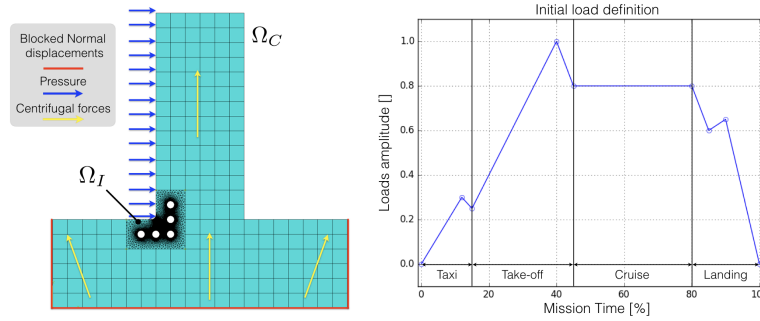 Blocked Normal
displacements
Pressure
Centrifugal forces
Ω_C
Ω_I
Initial load definition
Loads amplitude []
1.0
0.8
0.6
0.4
0.2
0.0
Taxi
Take-off
Cruise
Landing
0
20
40
60
80
100
Mission Time [%]